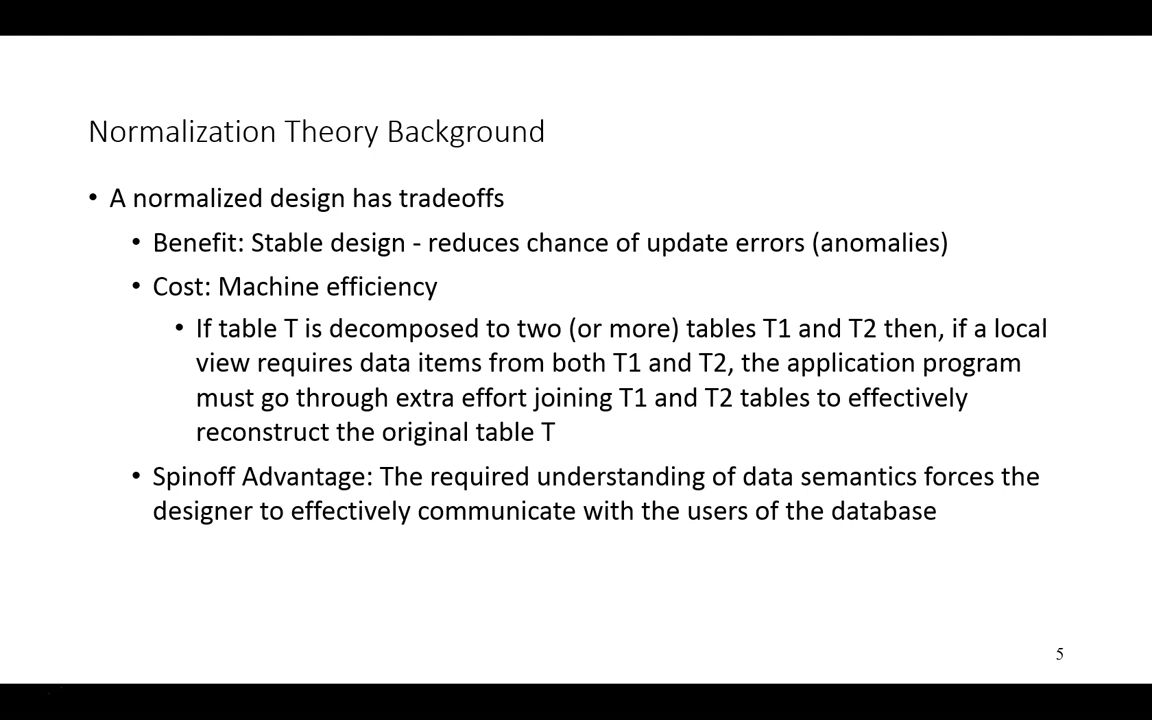 Normalization Theory Background
• A normalized design has tradeoffs
• Benefit: Stable design - reduces chance of update errors (anomalies)
• Cost: Machine efficiency
• If table T is decomposed to two (or more) tables T1 and T2 then, if a local
view requires data items from both T1 and T2, the application program
must go through extra effort joining T1 and T2 tables to effectively
reconstruct the original table T
• Spinoff Advantage: The required understanding of data semantics forces the
designer to effectively communicate with the users of the database
5